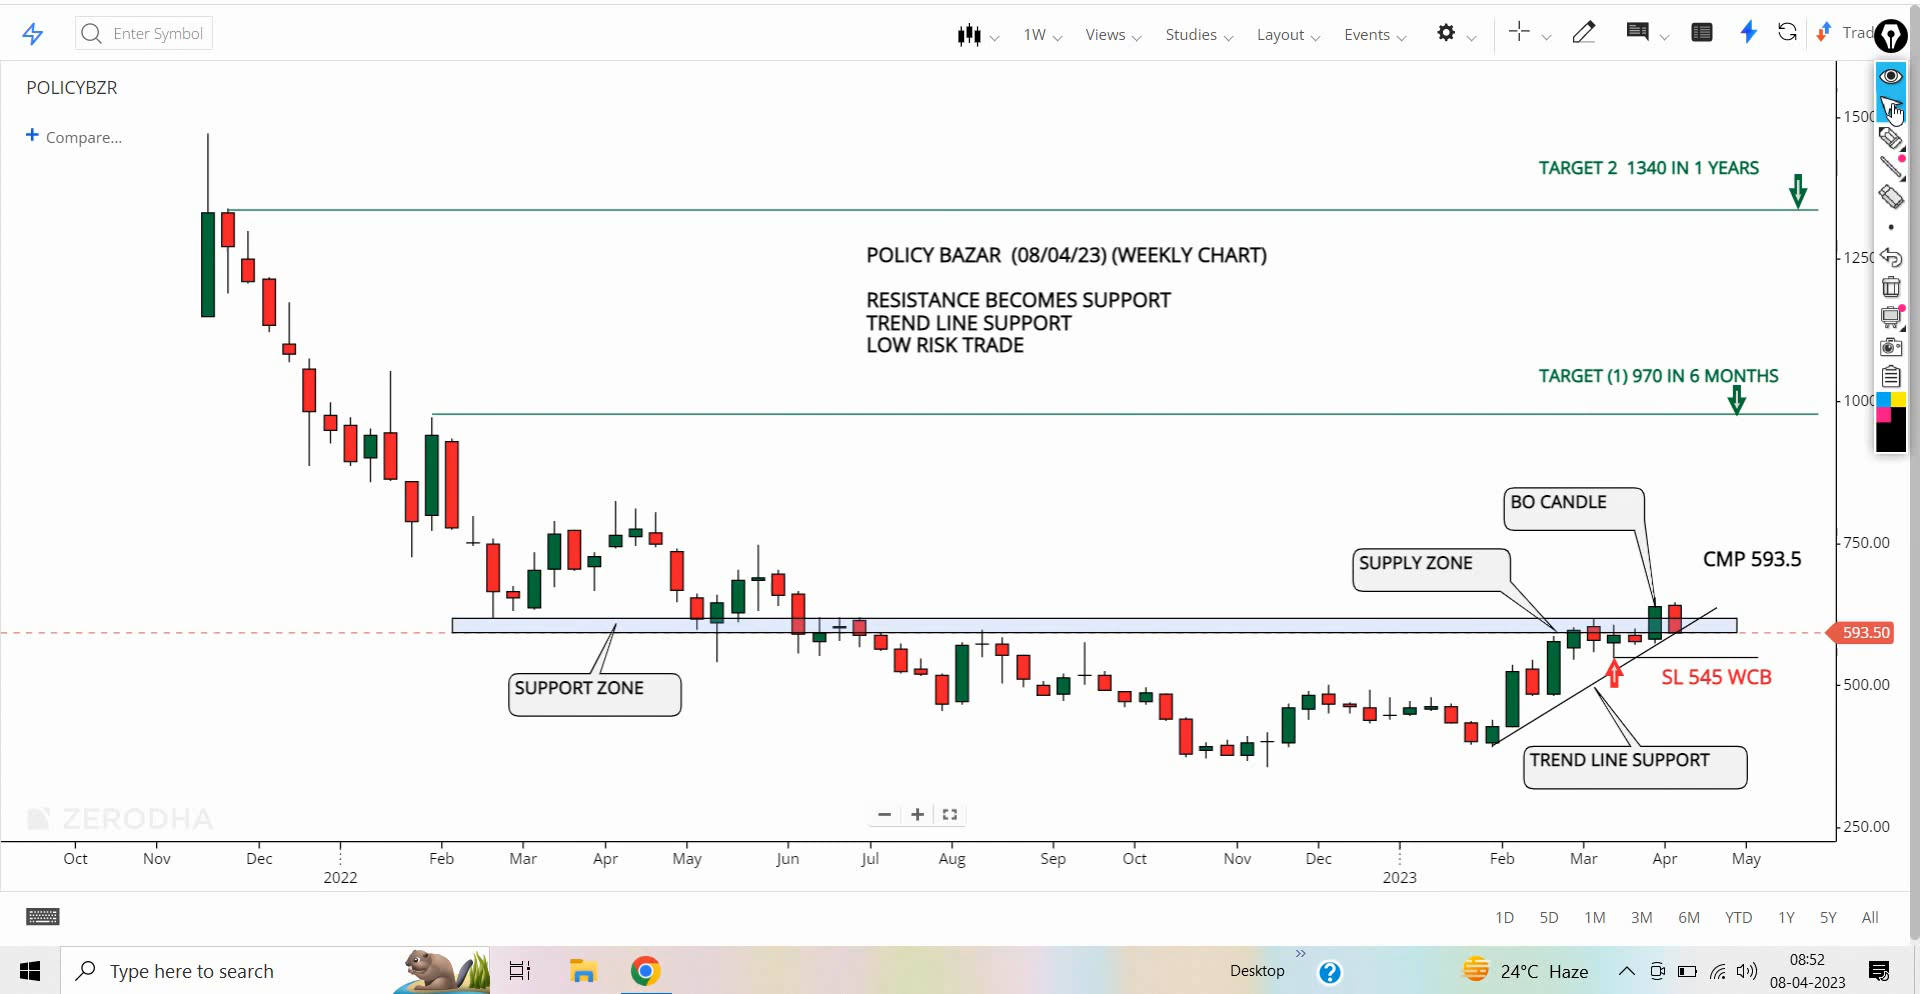 Enter Symbol
1W
Views
Studies
Layout
Events
Trad
POLICYBZR
+ Compare...
1500
TARGET 2 1340 IN 1 YEARS
POLICY BAZAR (08/04/23) (WEEKLY CHART)
1250
RESISTANCE BECOMES SUPPORT
TREND LINE SUPPORT
LOW RISK TRADE
TARGET (1) 970 IN 6 MONTHS
1000
BO CANDLE
750.00
SUPPLY ZONE
CMP 593.5
593.50
SUPPORT ZONE
SL 545 WCB
500.00
TREND LINE SUPPORT
ZERODHA
250.00
Oct Nov Dec Feb Mar Apr May Jun Jul Aug Sep Oct Nov Dec Feb Mar Apr May
2022 2023
1D 5D 1M 3M 6M YTD 1Y 5Y All
Type here to search
Desktop
24°C Haze
08:52
08-04-2023